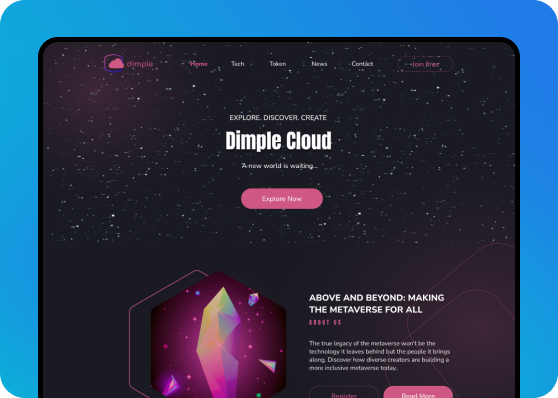 dimple
Home
Tech
Token
News
Contact
Join Bree
EXPLORE. DISCOVER. CREATE
Dimple Cloud
A new world is waiting...
Explore Now
ABOVE AND BEYOND: MAKING
THE METAVERSE FOR ALL
ABOUT US
The true legacy of the metaverse won't be the
technology it leaves behind but the people it brings
along. Discover how diverse creators are building a
more inclusive metaverse today.
Register
Read More